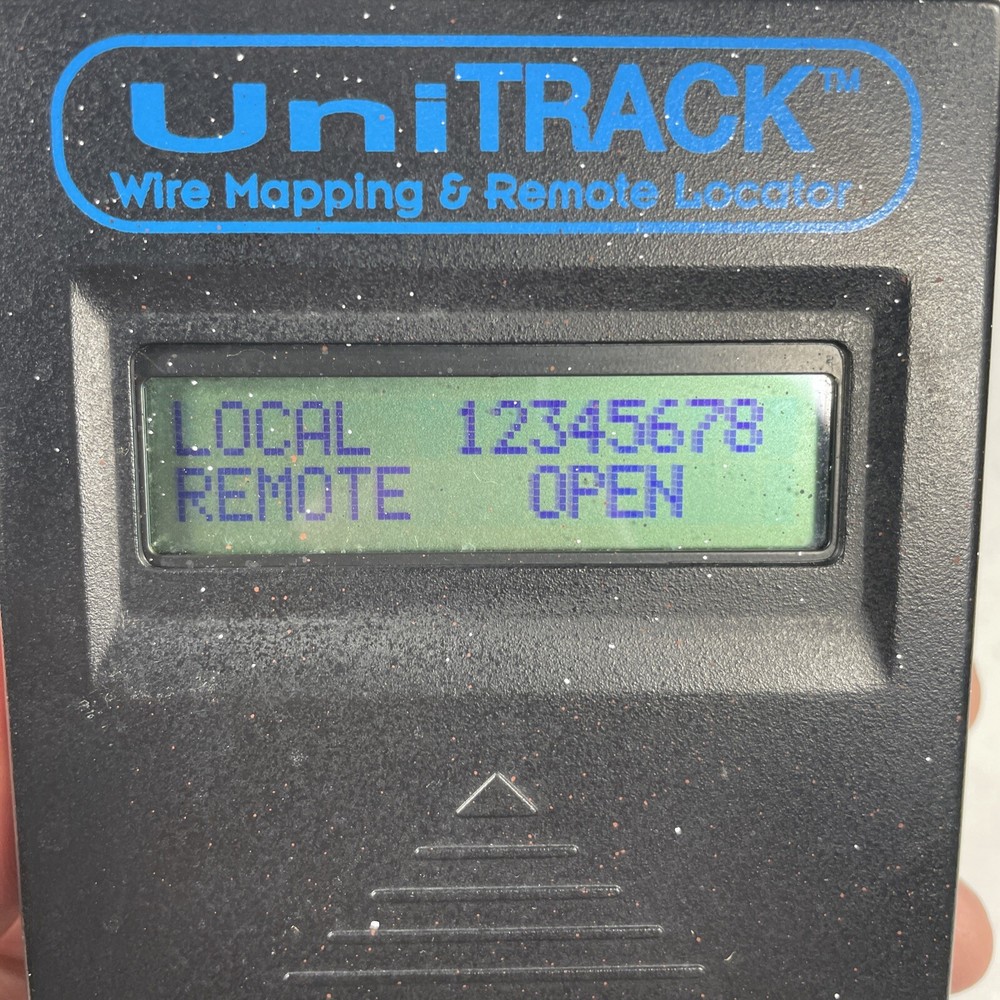 UniTRACK™
Wire Mapping & Remote Locator
LOCAL 12345678
REMOTE OPEN